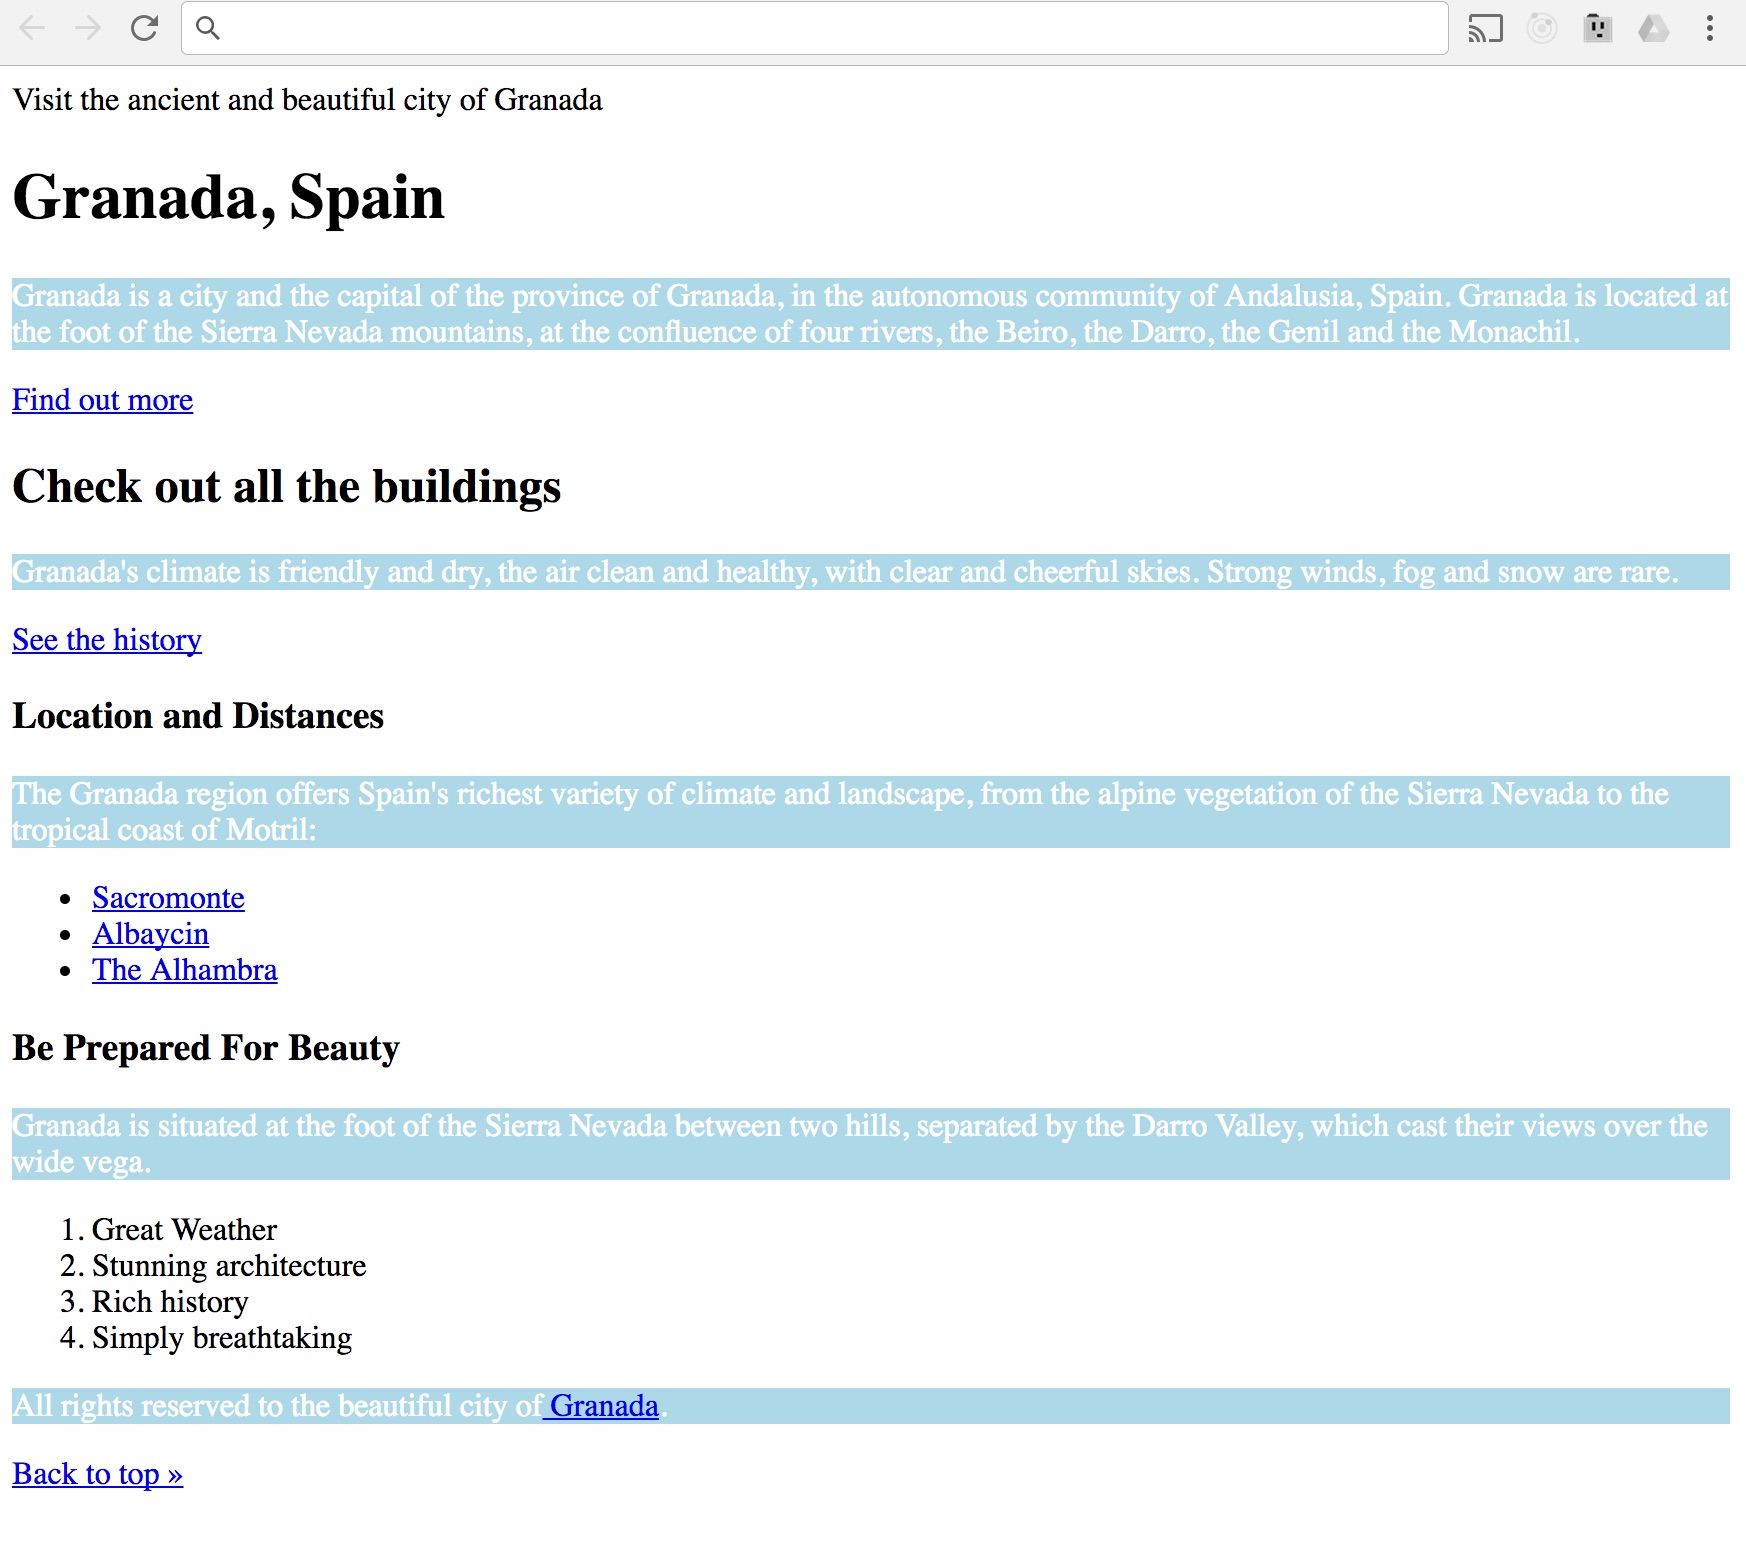 Visit the ancient and beautiful city of Granada
Granada, Spain
Granada is a city and the capital of the province of Granada, in the autonomous community of Andalusia, Spain. Granada is located at
the foot of the Sierra Nevada mountains, at the confluence of four rivers, the Beiro, the Darro, the Genil and the Monachil.
Find out more
Check out all the buildings
Granada's climate is friendly and dry, the air clean and healthy, with clear and cheerful skies. Strong winds, fog and snow are rare.
See the history
Location and Distances
The Granada region offers Spain's richest variety of climate and landscape, from the alpine vegetation of the Sierra Nevada to the
tropical coast of Motril:
• Sacromonte
• Albaycin
• The Alhambra
Be Prepared For Beauty
Granada is situated at the foot of the Sierra Nevada between two hills, separated by the Darro Valley, which cast their views over the
wide vega.
1. Great Weather
2. Stunning architecture
3. Rich history
4. Simply breathtaking
All rights reserved to the beautiful city of Granada.
Back to top »